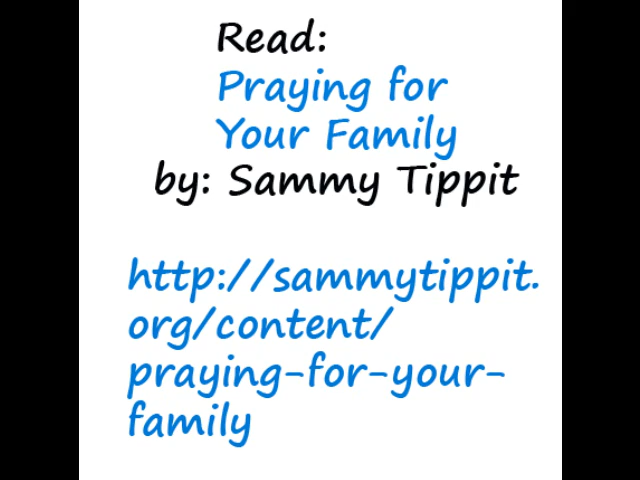 Read:
Praying for
Your Family
by: Sammy Tippit
http://sammytippit.
org/content/
praying-for-your-
family